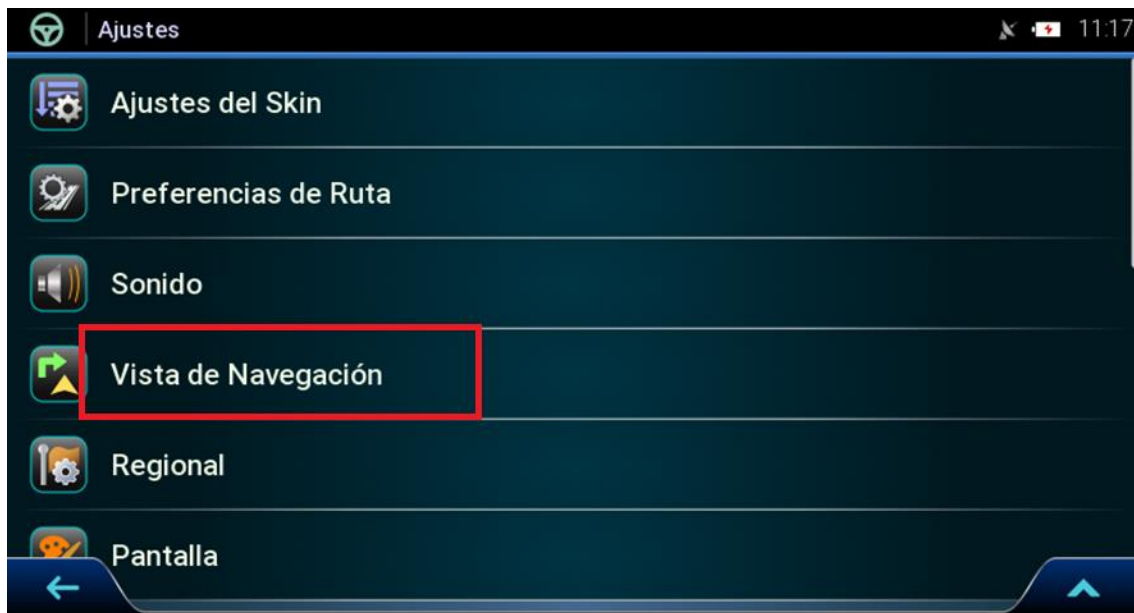 Ajustes
11:17
Ajustes del Skin
Preferencias de Ruta
Sonido
Vista de Navegación
Regional
Pantalla